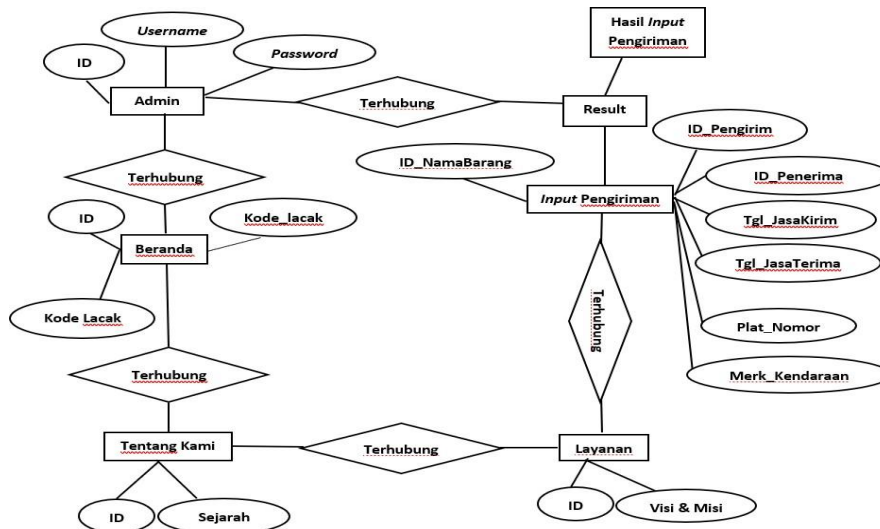 Hasil Input
Pengiriman
Username
Password
ID
Admin
Terhubung
Result
ID_Pengirim
ID_NamaBarang
ID_Penerima
Terhubung
Input Pengiriman
ID
Kode_lacak
Tgl_JasaKirim
Beranda
Tgl_JasaTerima
Terhubung
Kode Lacak
Plat_Nomor
Terhubung
Merk_Kendaraan
Tentang Kami
Terhubung
Layanan
ID
Sejarah
ID
Visi & Misi